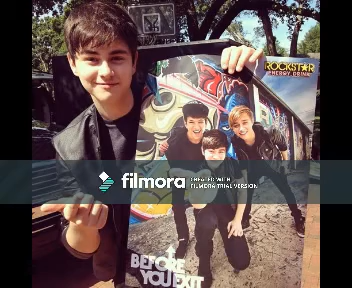 ROCKSTAR
ENERGY DRINK
filmora
CREATED WITH
FILMORA TRIAL VERSION
BEFORE
YOU EXIT